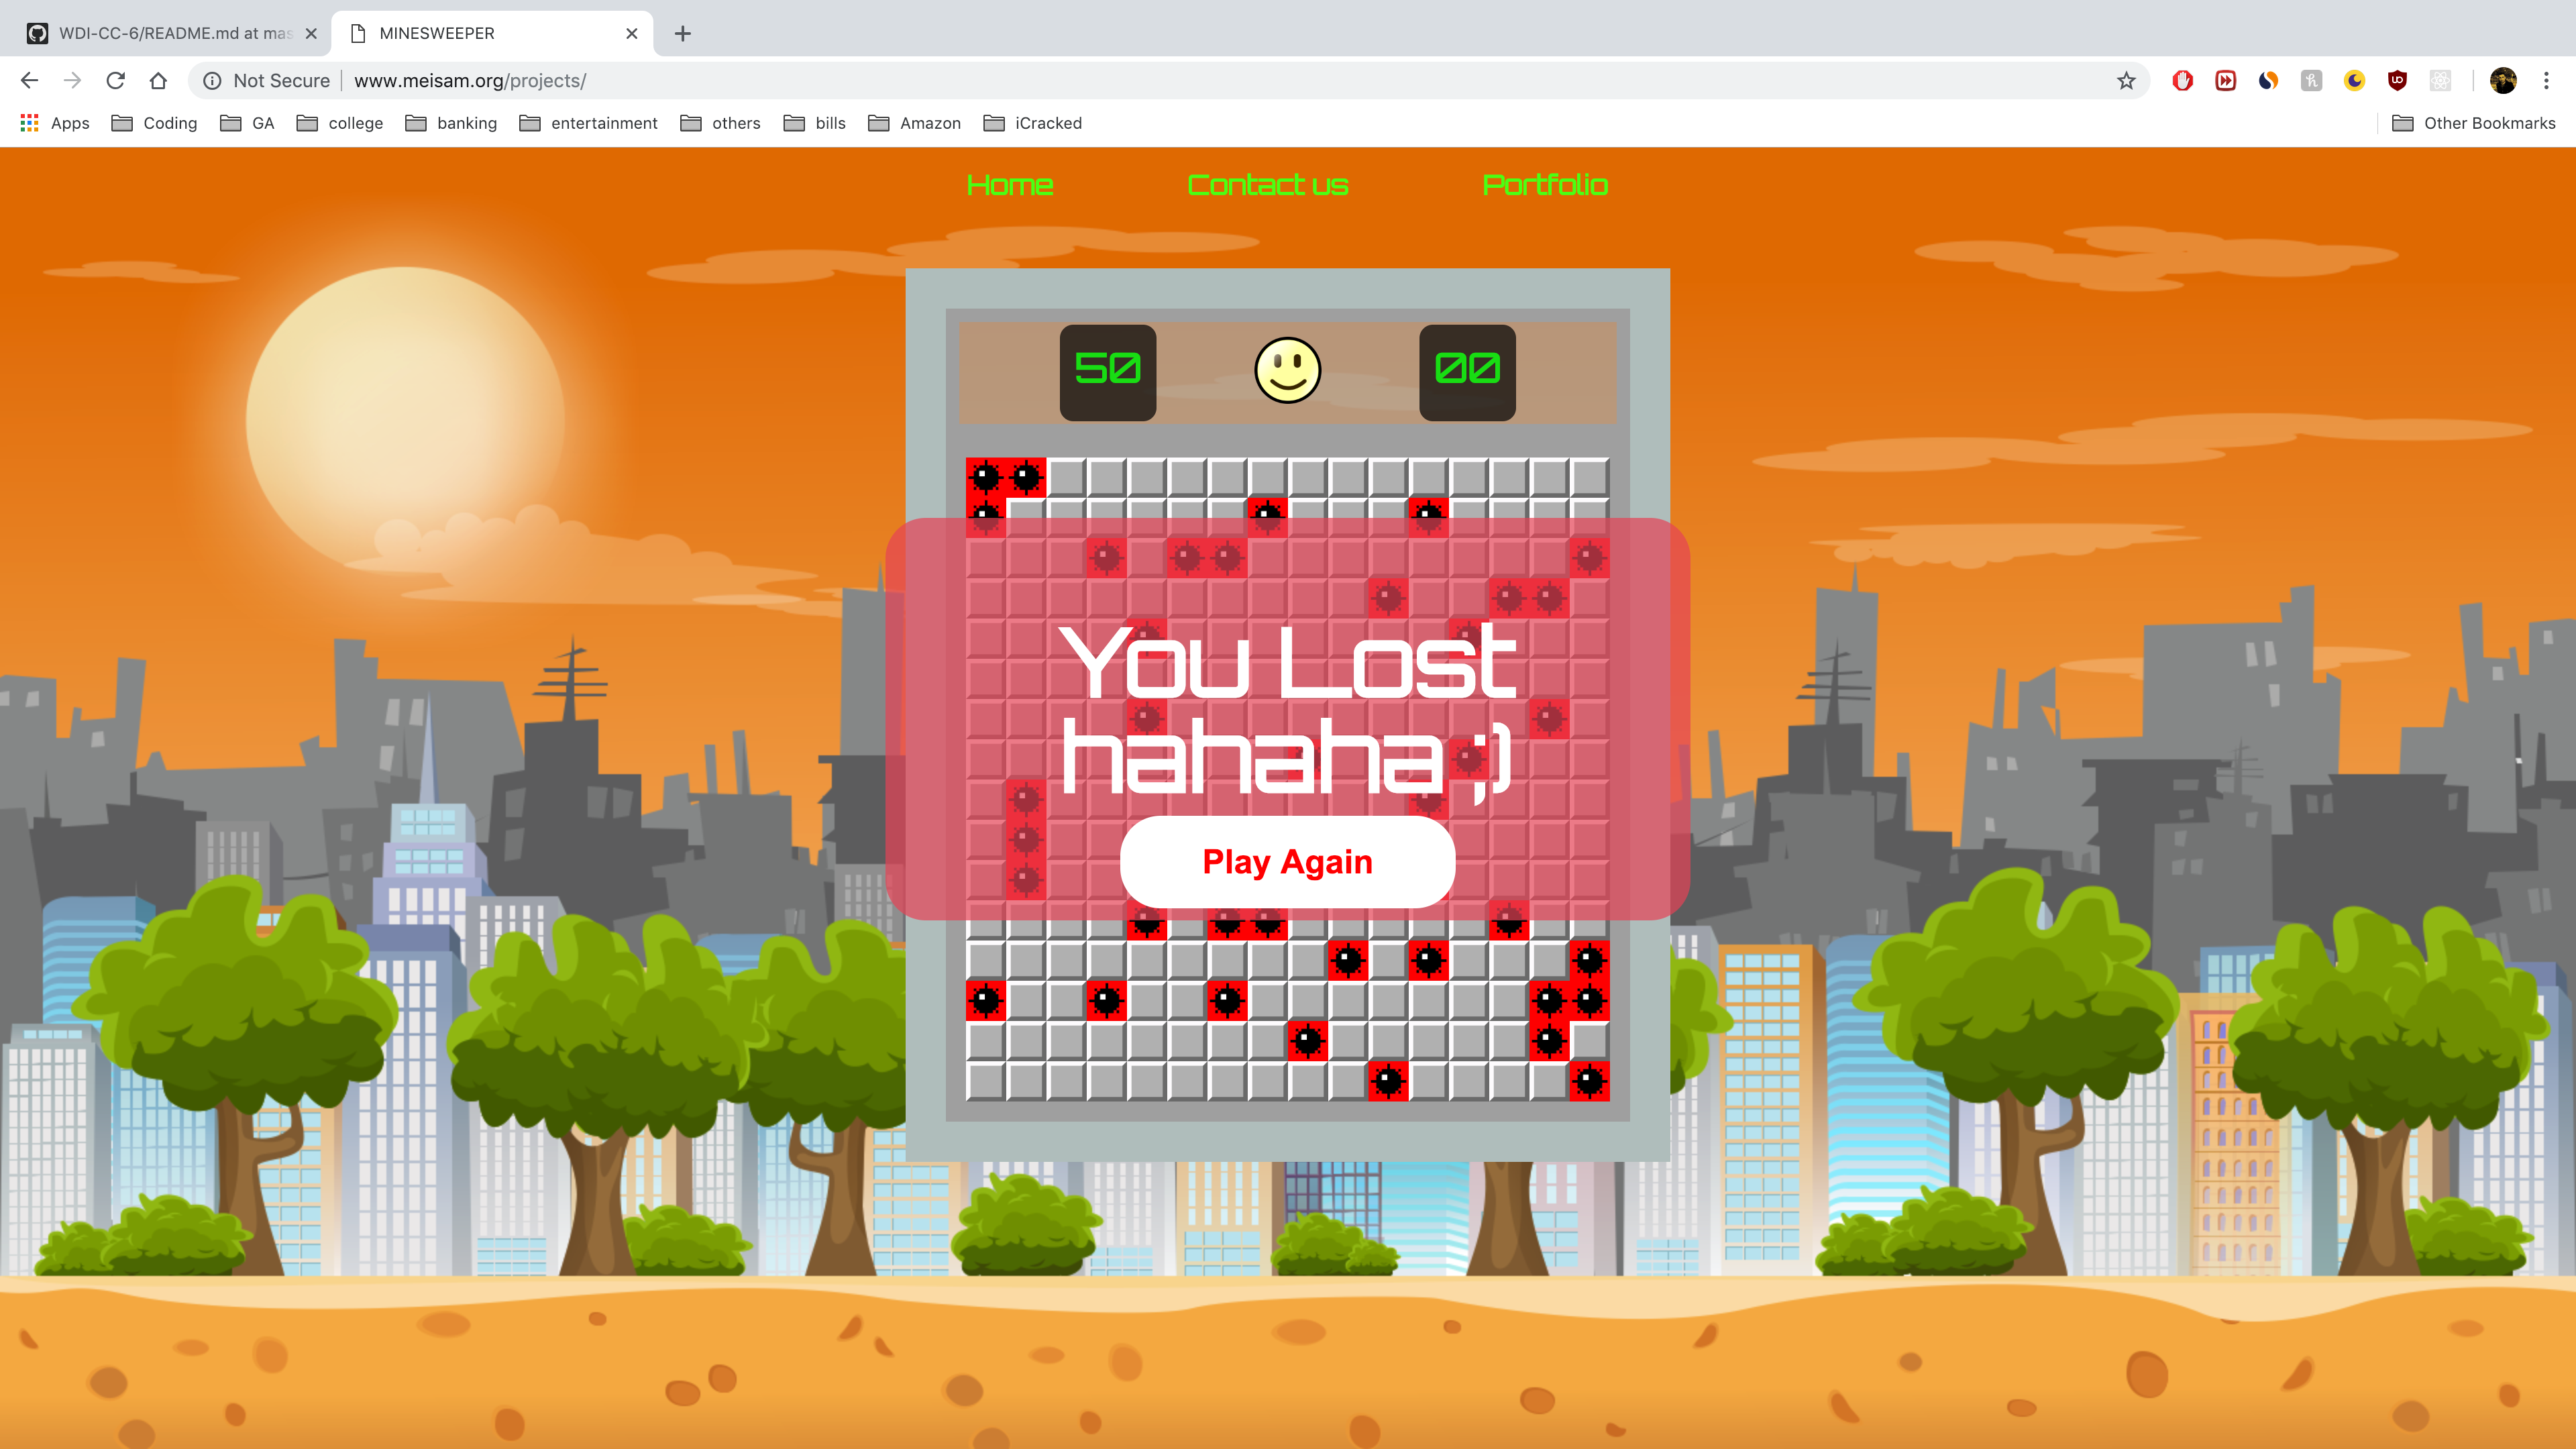 WDI-CC-6/README.md at mas
MINESWEEPER
Not Secure
www.meisam.org/projects/
Apps
Coding
GA
college
banking
entertainment
others
bills
Amazon
iCracked
Other Bookmarks
Home
Contact us
Portfolio
50
00
You Lost
hahaha ;)
Play Again